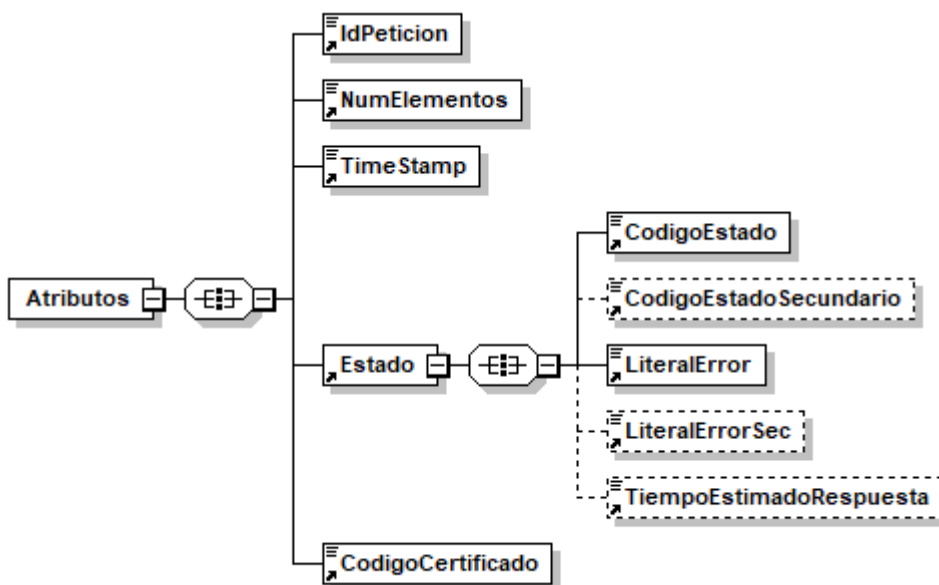 IdPeticion
NumElementos
TimeStamp
CodigoEstado
Atributos
CodigoEstadoSecundario
Estado
LiteralError
LiteralErrorSec
TiempoEstimadoRespuesta
CodigoCertificado